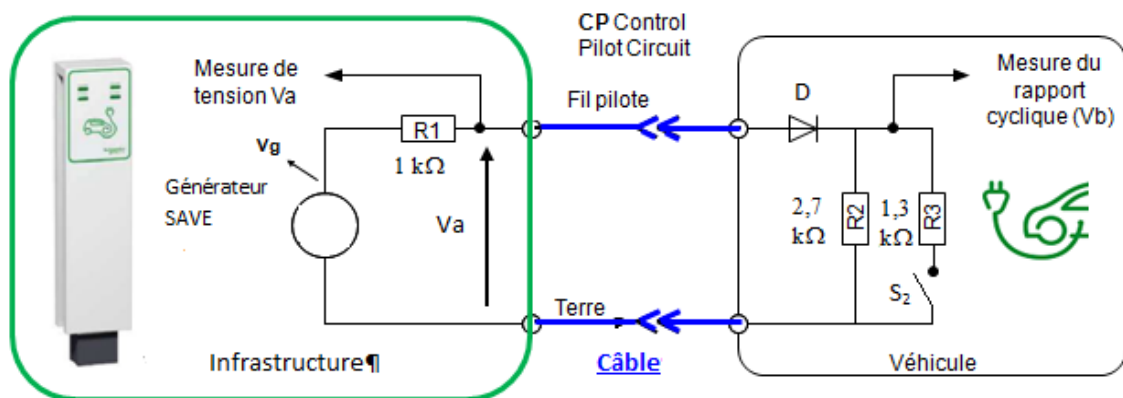 CP Control
Pilot Circuit
Mesure de
tension Va
Fil pilote
D
Mesure du
rapport
cyclique (Vb)
R1
1 kΩ
vg
Générateur
SAVE
Va
2,7
kΩ
R2
1,3
kΩ
R3
S2
Terre
Infrastructure¶
Câble
Véhicule